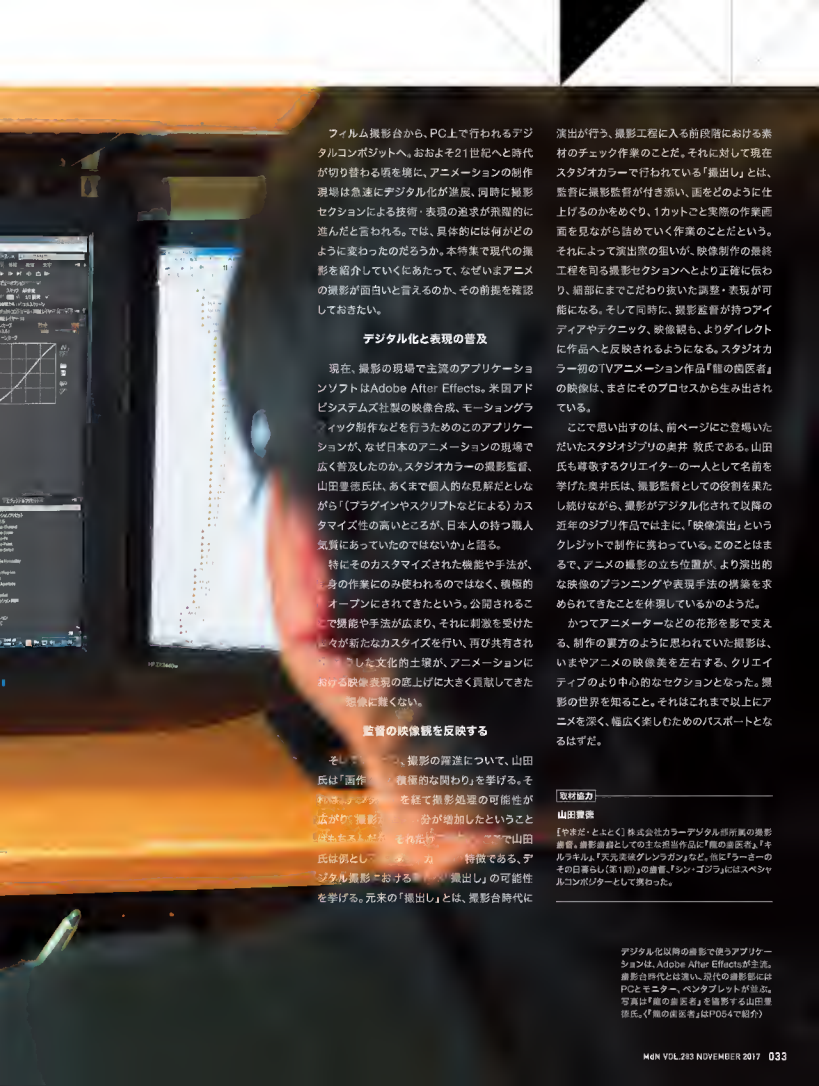 フィルム撮影台から、PC上で行われるデジ
タルコンポジットへ。おおよそ21世紀へと時代
が切り替わる頃を境に、アニメーションの制作
現場は急速にデジタル化が進展、同時に撮影
セクションによる技術・表現の追求が飛躍的に
進んだと言われる。では、具体的には何がどの
ように変わったのだろうか。本特集で現代の撮
影を紹介していくにあたって、なぜいまアニメ
の撮影が面白いと言えるのか、その前提を確認
しておきたい。
デジタル化と表現の普及
現在、撮影の現場で主流のアプリケーショ
ンソフトはAdobe After Effects。米国アド
ビシステムズ社製の映像合成、モーショングラ
フィック制作などを行うためのこのアプリケー
ションが、なぜ日本のアニメーションの現場で
広く普及したのか。スタジオカラーの撮影監督、
山田豊徳氏は、あくまで個人的な見解だとしな
がら「（プラグインやスクリプトなどによる）カス
タマイズ性の高いところが、日本人の持つ職人
気質にあっていたのではないか」と語る。
特にそのカスタマイズされた機能や手法が、
身の作業にのみ使われるのではなく、積極的
オープンにされてきたという。公開されるこ
とで機能や手法が広まり、それに刺激を受けた
々が新たなカスタイズを行い、再び共有され
した文化的土壌が、アニメーションに
おける映像表現の底上げに大きく貢献してきた
想像に難くない。
監督の映像観を反映する
そして、撮影の躍進について、山田
氏は「画作 積極的な関わり」を挙げる。そ
を経て撮影処理の可能性が
広がり、撮影 分が増加したということ
はもちろんだが、それだけ で山田
氏は例として 特徴である、デ
ジタル撮影における 撮出し」の可能性
を挙げる。元来の「撮出し」とは、撮影台時代に
演出が行う、撮影工程に入る前段階における素
材のチェック作業のことだ。それに対して現在
スタジオカラーで行われている「撮出し」とは、
監督に撮影監督が付き添い、画をどのように仕
上げるのかをめぐり、1カットごと実際の作業画
面を見ながら詰めていく作業のことだという。
それによって演出家の狙いが、映像制作の最終
工程を司る撮影セクションへとより正確に伝わ
り、細部にまでこだわり抜いた調整・表現が可
能になる。そして同時に、撮影監督が持つアイ
ディアやテクニック、映像観も、よりダイレクト
に作品へと反映されるようになる。スタジオカ
ラー初のTVアニメーション作品『龍の歯医者』
の映像は、まさにそのプロセスから生み出され
ている。
ここで思い出すのは、前ページにご登場いた
だいたスタジオジブリの奥井 敦氏である。山田
氏も尊敬するクリエイターの一人として名前を
挙げた奥井氏は、撮影監督としての役割を果た
し続けながら、撮影がデジタル化されて以降の
近年のジブリ作品では主に、「映像演出」という
クレジットで制作に携わっている。このことはま
るで、アニメの撮影の立ち位置が、より演出的
な映像のプランニングや表現手法の構築を求
められてきたことを体現しているかのようだ。
かつてアニメーターなどの花形を影で支え
る、制作の裏方のように思われていた撮影は、
いまやアニメの映像美を左右する、クリエイ
ティブのより中心的なセクションとなった。撮
影の世界を知ること。それはこれまで以上にア
ニメを深く、幅広く楽しむためのパスポートとな
るはずだ。
取材協力
山田豊徳
［やまだ・とよとく］株式会社カラーデジタル部所属の撮影
監督。撮影監督としての主な担当作品に『龍の歯医者』、『キ
ルラキル』、『天元突破グレンラガン』など。他に『うーさーの
その日暮らし（第1期）』の監督、『シン・ゴジラ』にはスペシャ
ルコンポジターとして携わった。
デジタル化以降の撮影で使うアプリケー
ションは、Adobe After Effectsが主流。
撮影台時代とは違い、現代の撮影部には
PCとモニター、ペンタブレットが並ぶ。
写真は『龍の歯医者』を撮影する山田豊
徳氏。（『龍の歯医者』はP054で紹介）
MdN VOL.283 NOVEMBER 2017 033